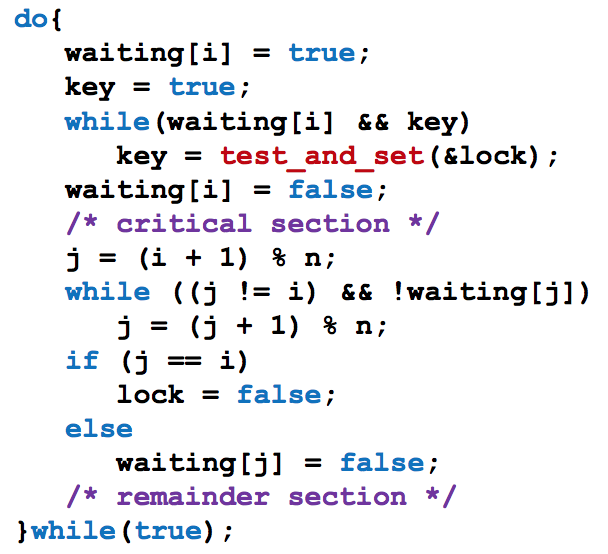 do{
waiting[i] = true;
key = true;
while(waiting[i] && key)
key = test_and_set(&lock);
waiting[i] = false;
/* critical section */
j = (i + 1) % n;
while ((j != i) && !waiting[j])
j = (j + 1) % n;
if (j == i)
lock = false;
else
waiting[j] = false;
/* remainder section */
}while(true);